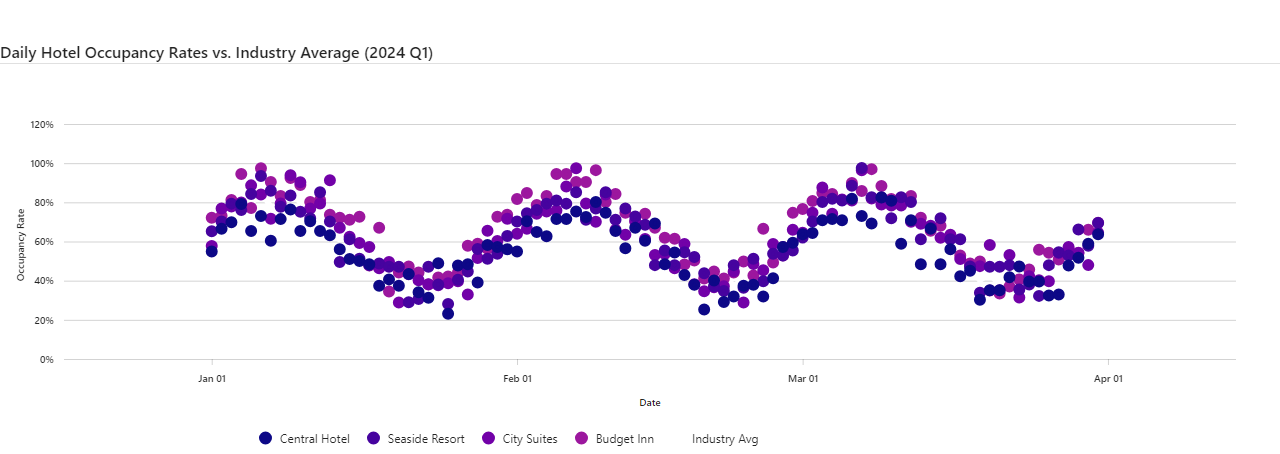 Daily Hotel Occupancy Rates vs. Industry Average (2024 Q1)
120%
100%
80%
60%
40%
20%
0%
Occupancy Rate
Jan 01
Feb 01
Mar 01
Apr 01
Date
Central Hotel
Seaside Resort
City Suites
Budget Inn
Industry Avg